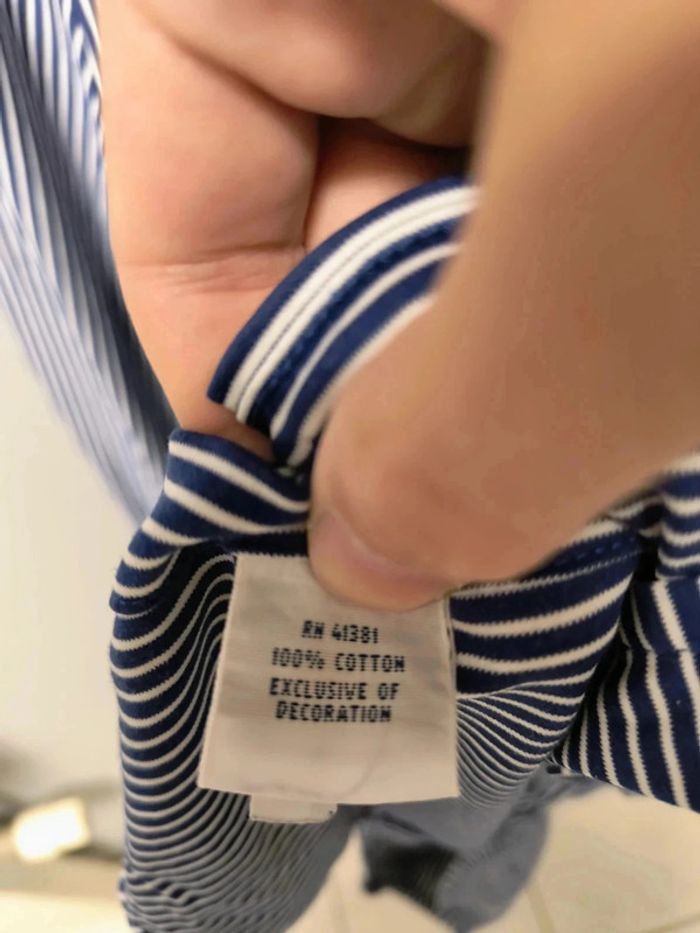 RN 41381
100% COTTON
EXCLUSIVE OF
DECORATION